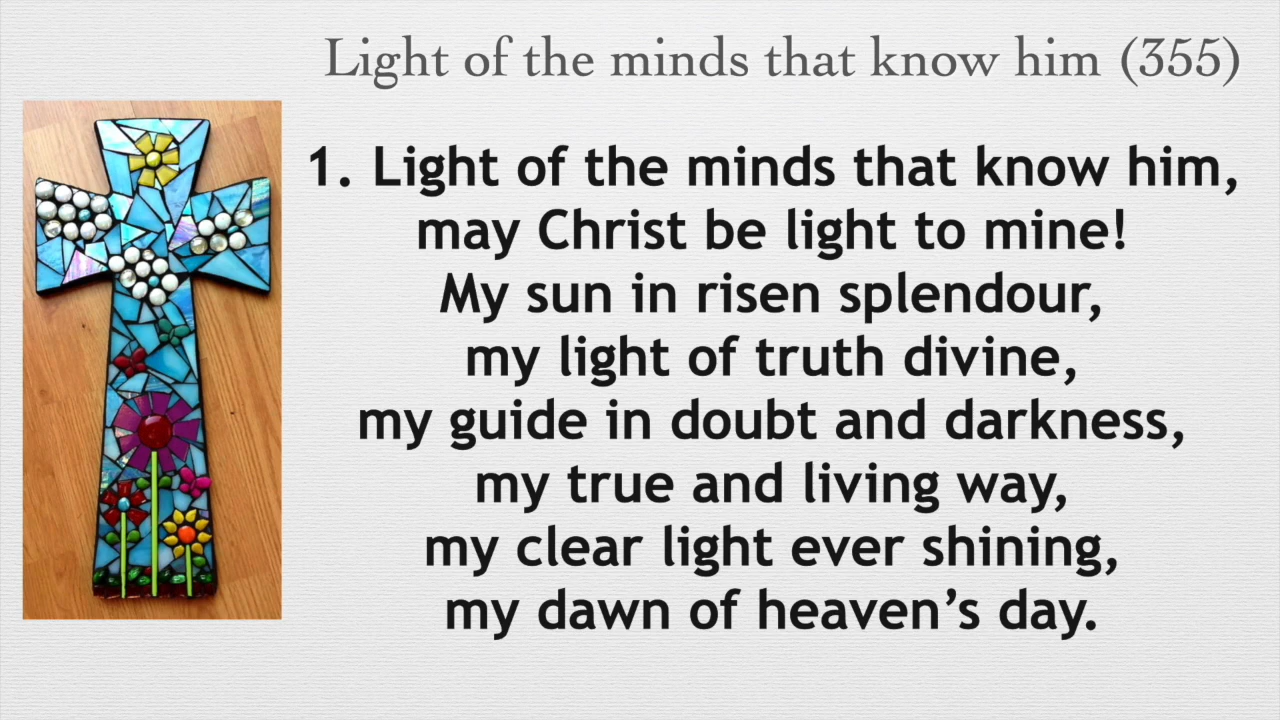 Light of the minds that know him (355)
1. Light of the minds that know him,
may Christ be light to mine!
My sun in risen splendour,
my light of truth divine,
my guide in doubt and darkness,
my true and living way,
my clear light ever shining,
my dawn of heaven’s day.